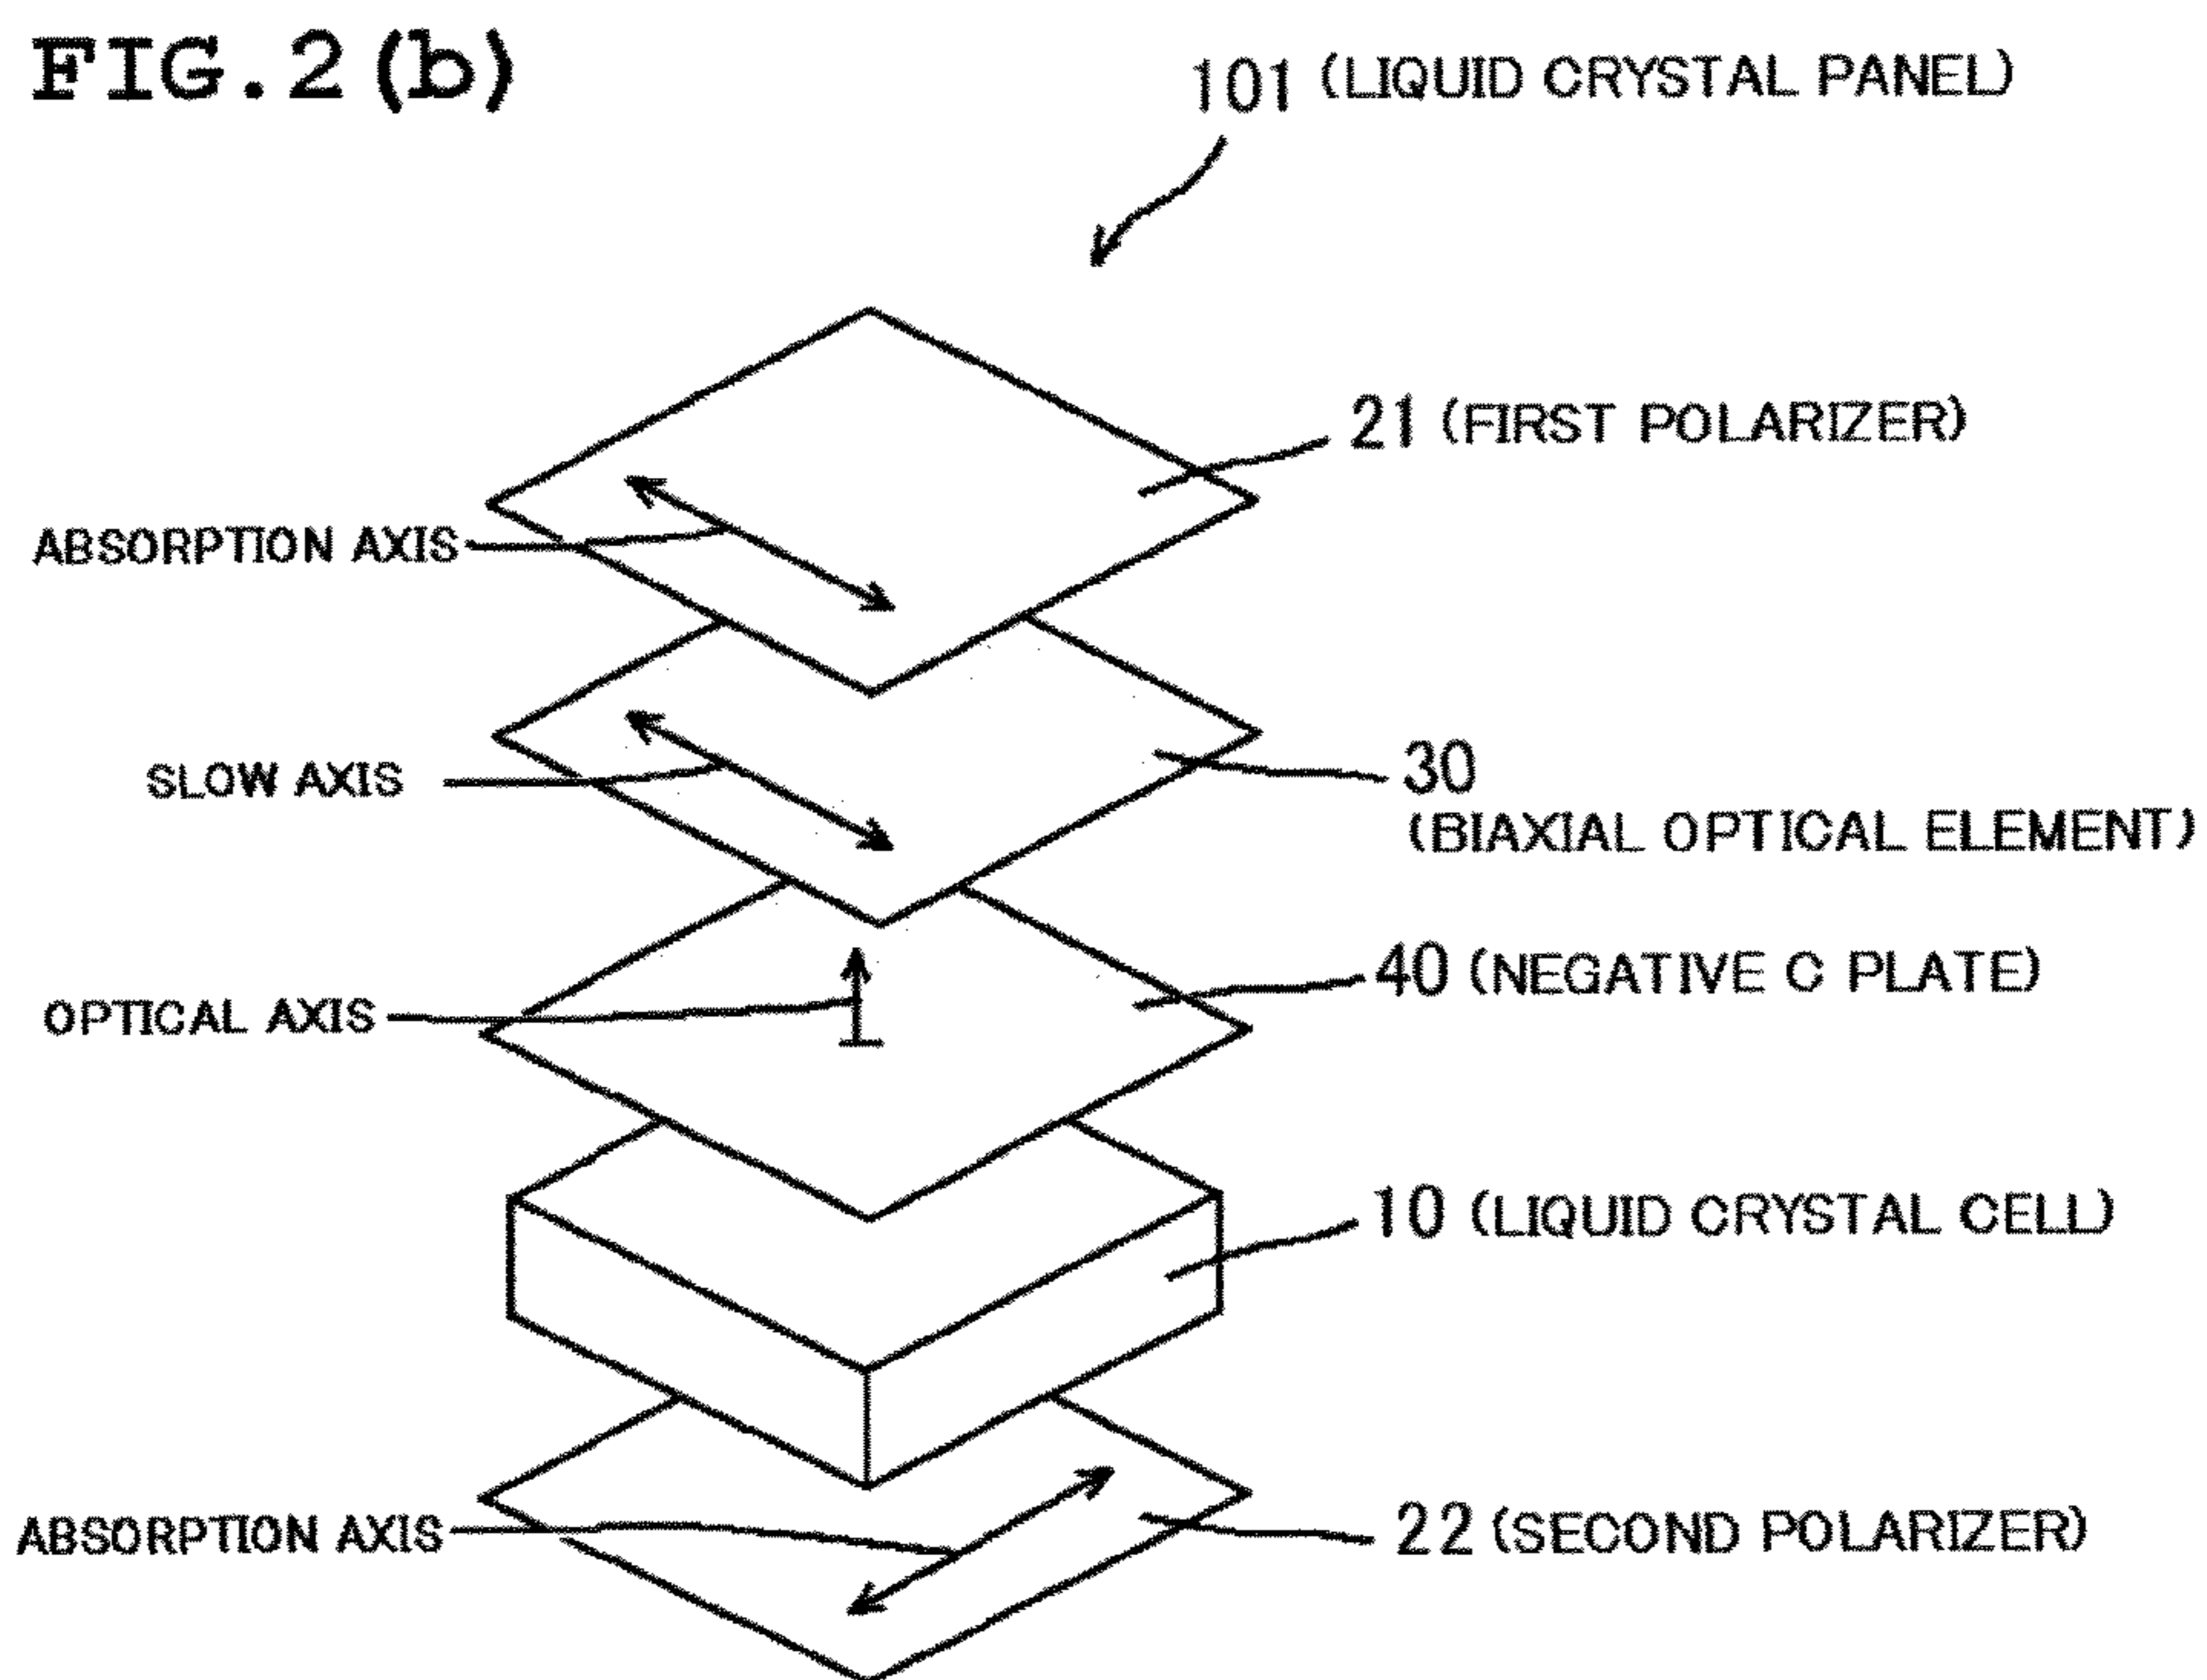 FIG.2(b)
101 (LIQUID CRYSTAL PANEL)
21 (FIRST POLARIZER)
ABSORPTION AXIS
SLOW AXIS
30
(BIAXIAL OPTICAL ELEMENT)
40 (NEGATIVE C PLATE)
OPTICAL AXIS
10 (LIQUID CRYSTAL CELL)
ABSORPTION AXIS
22 (SECOND POLARIZER)